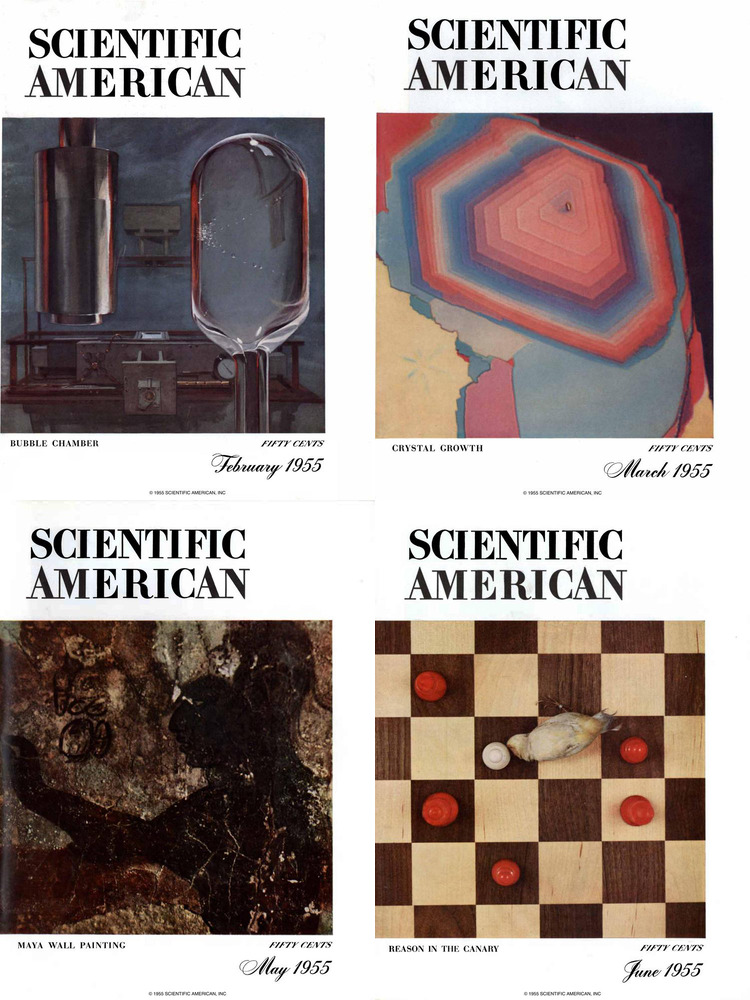 SCIENTIFIC
AMERICAN
BUBBLE CHAMBER
FIFTY CENTS
February 1955
© 1955 SCIENTIFIC AMERICAN, INC
SCIENTIFIC
AMERICAN
CRYSTAL GROWTH
FIFTY CENTS
March 1955
© 1955 SCIENTIFIC AMERICAN, INC
SCIENTIFIC
AMERICAN
MAYA WALL PAINTING
FIFTY CENTS
May 1955
© 1955 SCIENTIFIC AMERICAN, INC
SCIENTIFIC
AMERICAN
REASON IN THE CANARY
FIFTY CENTS
June 1955
© 1955 SCIENTIFIC AMERICAN, INC